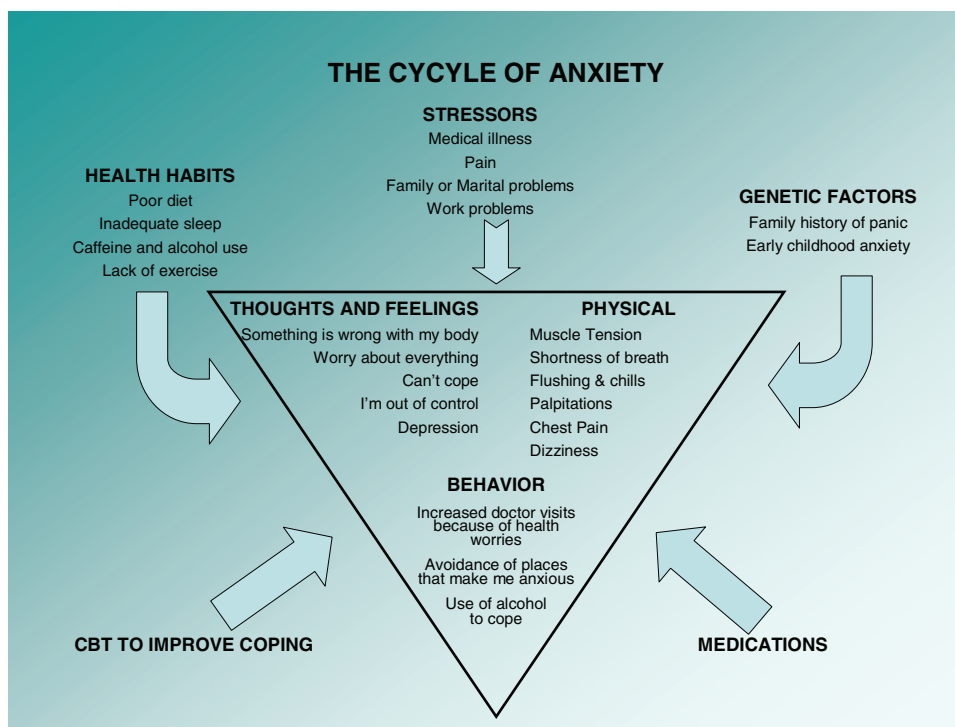 THE CYCYLE OF ANXIETY
STRESSORS
Medical illness
Pain
Family or Marital problems
Work problems
HEALTH HABITS
Poor diet
Inadequate sleep
Caffeine and alcohol use
Lack of exercise
GENETIC FACTORS
Family history of panic
Early childhood anxiety
THOUGHTS AND FEELINGS
Something is wrong with my body
Worry about everything
Can't cope
I'm out of control
Depression
PHYSICAL
Muscle Tension
Shortness of breath
Flushing & chills
Palpitations
Chest Pain
Dizziness
BEHAVIOR
Increased doctor visits
because of health
worries
Avoidance of places
that make me anxious
Use of alcohol
to cope
CBT TO IMPROVE COPING
MEDICATIONS